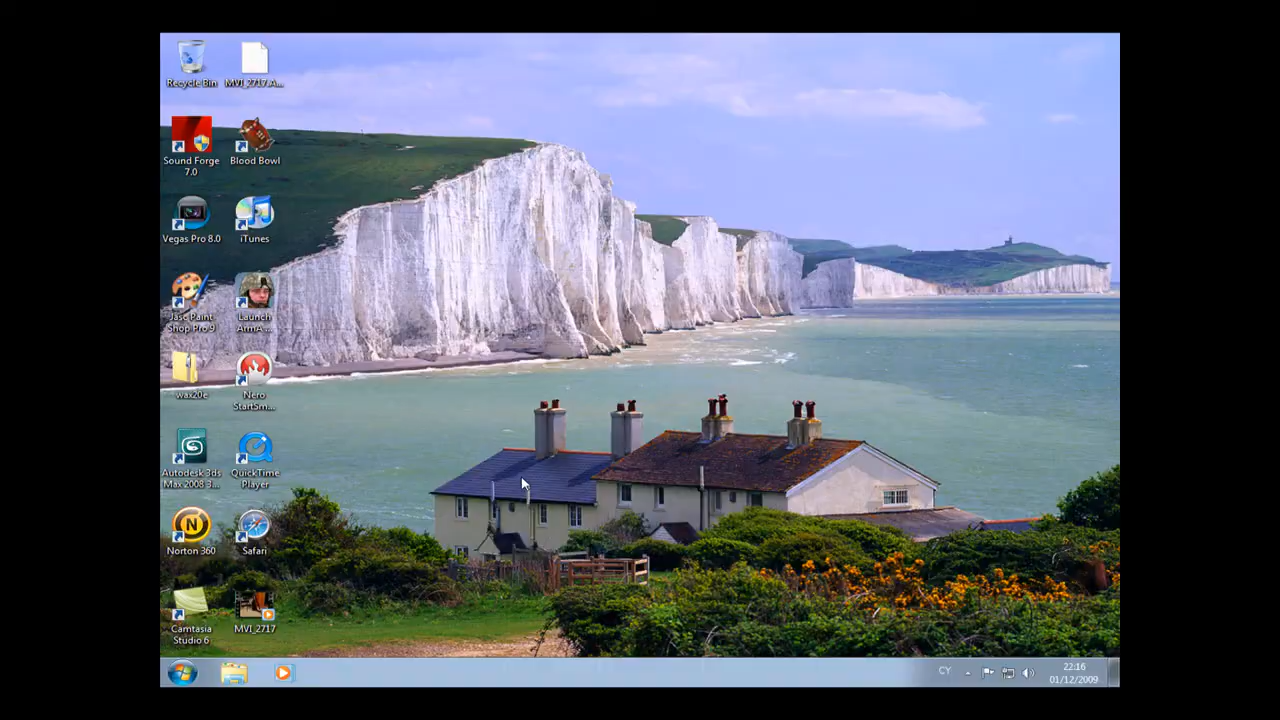 Recycle Bin
MVI_2717.A...
Sound Forge
7.0
Blood Bowl
Vegas Pro 8.0
iTunes
Jasc Paint
Shop Pro 9
Launch
ArmA ...
wax20e
Nero
StartSm...
Autodesk 3ds
Max 2008 3...
QuickTime
Player
Norton 360
Safari
Camtasia
Studio 6
MVI_2717
CY
22:16
01/12/2009